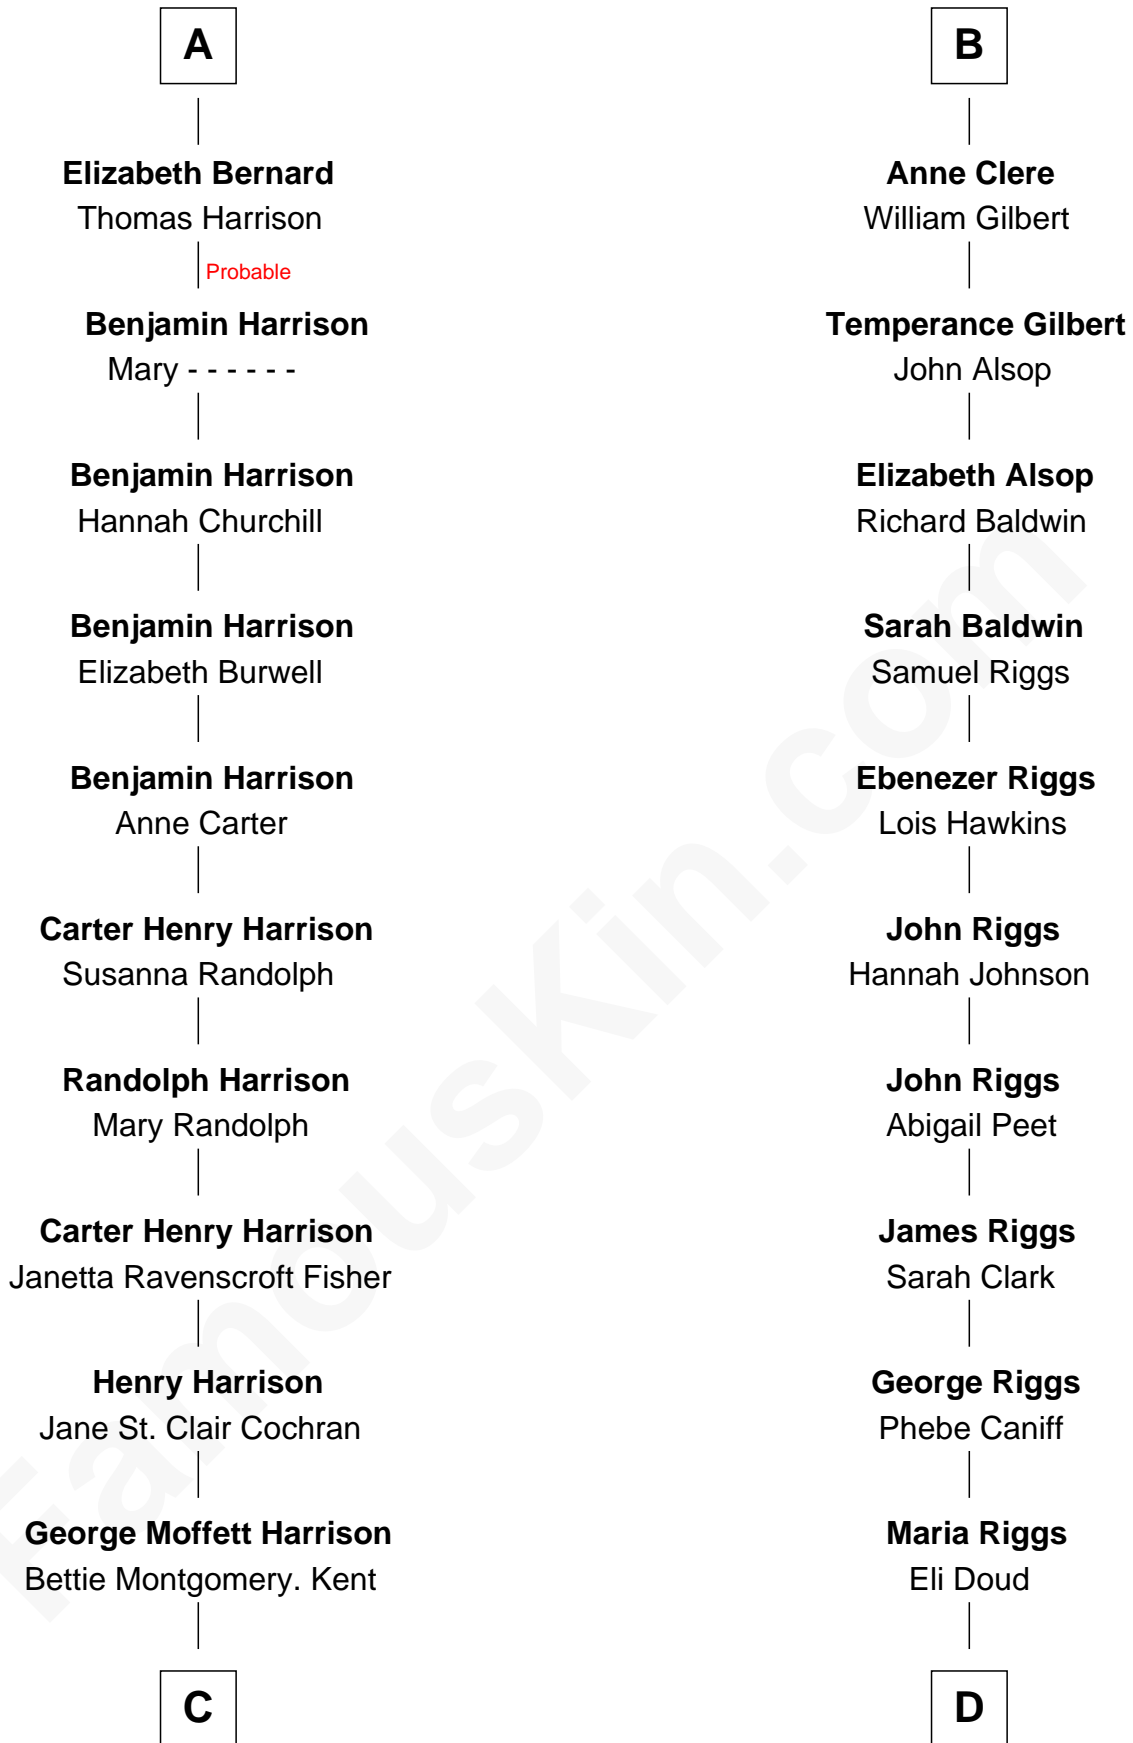 A
Elizabeth Bernard
Thomas Harrison
Probable
Benjamin Harrison
Mary - - - - - -
Benjamin Harrison
Hannah Churchill
Benjamin Harrison
Elizabeth Burwell
Benjamin Harrison
Anne Carter
Carter Henry Harrison
Susanna Randolph
Randolph Harrison
Mary Randolph
Carter Henry Harrison
Janetta Ravenscroft Fisher
Henry Harrison
Jane St. Clair Cochran
George Moffett Harrison
Bettie Montgomery. Kent
C
B
Anne Clere
William Gilbert
Temperance Gilbert
John Alsop
Elizabeth Alsop
Richard Baldwin
Sarah Baldwin
Samuel Riggs
Ebenezer Riggs
Lois Hawkins
John Riggs
Hannah Johnson
John Riggs
Abigail Peet
James Riggs
Sarah Clark
George Riggs
Phebe Caniff
Maria Riggs
Eli Doud
D
FamousKin.com